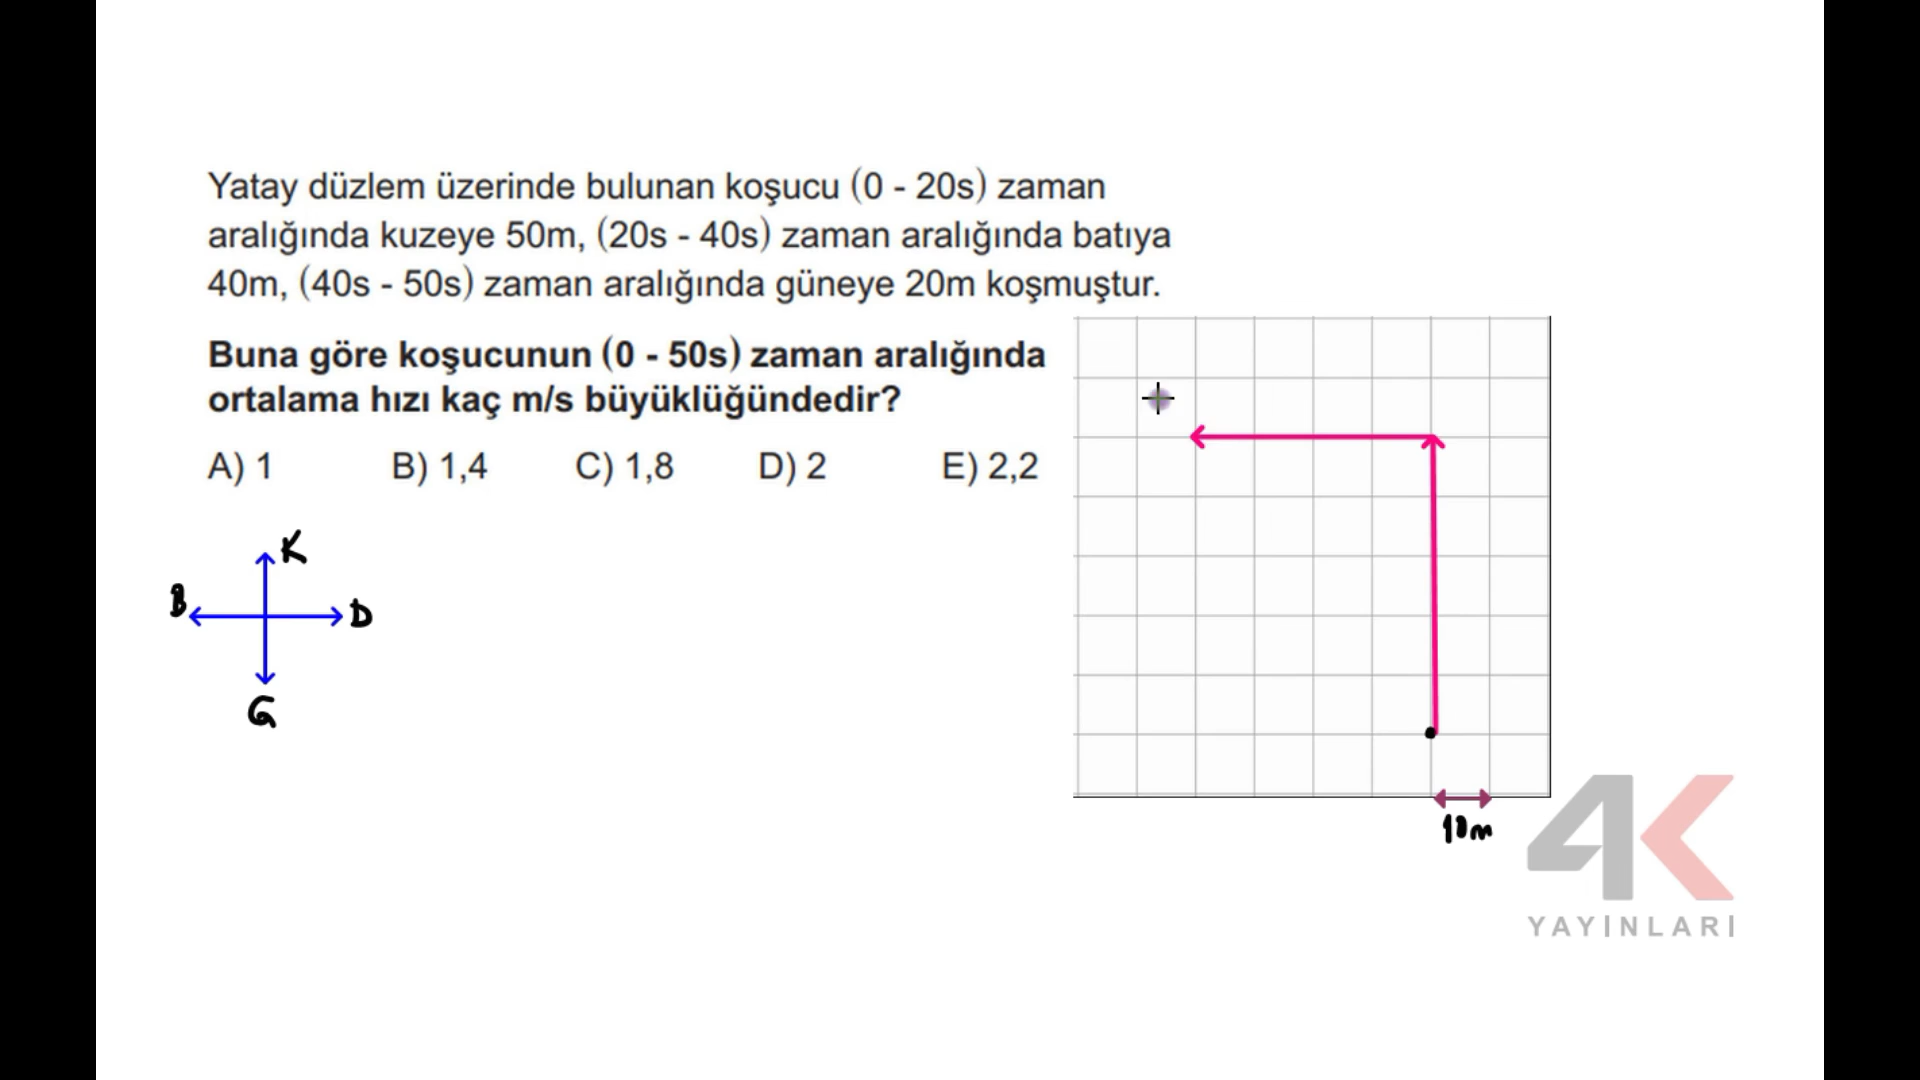 Yatay düzlem üzerinde bulunan koşucu (0 - 20s) zaman
aralığında kuzeye 50m, (20s - 40s) zaman aralığında batıya
40m, (40s - 50s) zaman aralığında güneye 20m koşmuştur.
Buna göre koşucunun (0 - 50s) zaman aralığında
ortalama hızı kaç m/s büyüklüğündedir?
A) 1 B) 1,4 C) 1,8 D) 2 E) 2,2
K
B
D
G
10m
4K
YAYINLARI